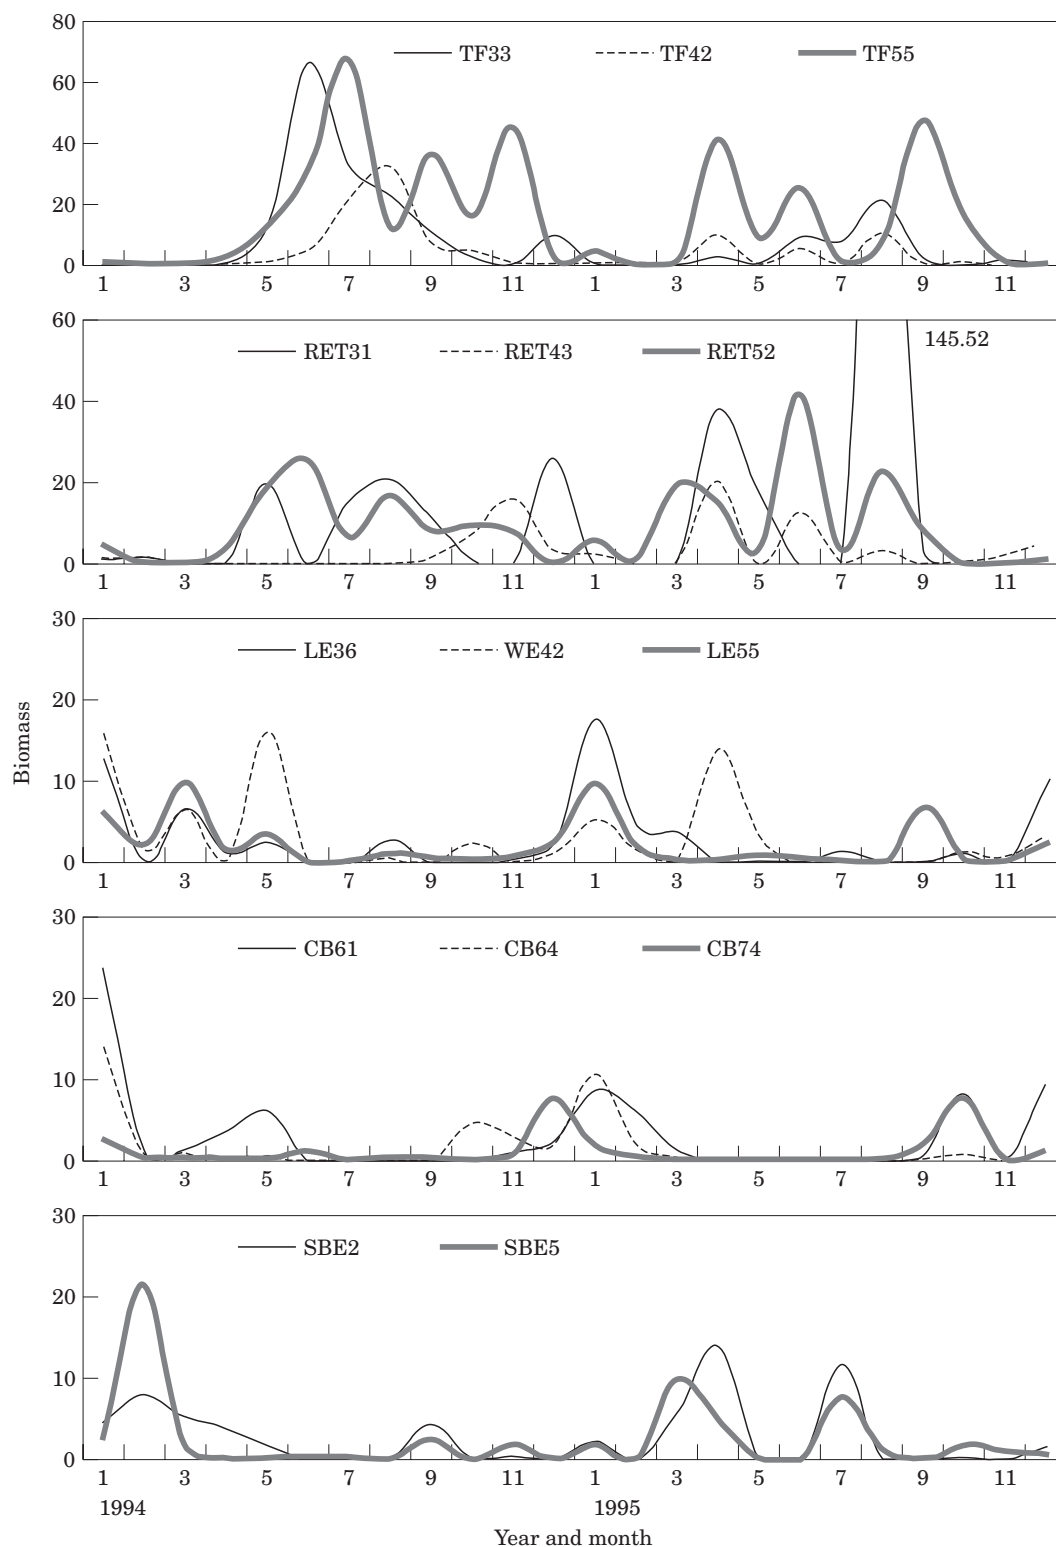 80
TF33 TF42 TF55
60
40
20
0
1 3 5 7 9 11 1 3 5 7 9 11
60
145.52
RET31 RET43 RET52
40
20
0
1 3 5 7 9 11 1 3 5 7 9 11
30
LE36 WE42 LE55
20
Biomass
10
0
1 3 5 7 9 11 1 3 5 7 9 11
30
CB61 CB64 CB74
20
10
0
1 3 5 7 9 11 1 3 5 7 9 11
30
SBE2 SBE5
20
10
0
1 3 5 7 9 11 1 3 5 7 9 11
1994 1995
Year and month